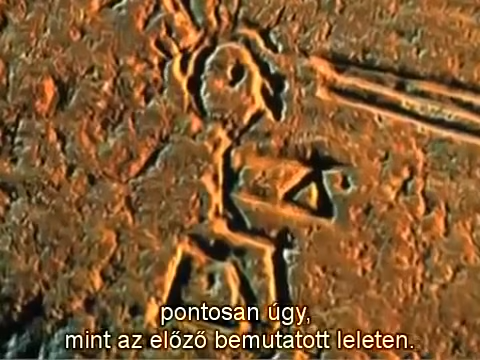 pontosan úgy,
mint az előző bemutatott leleten.